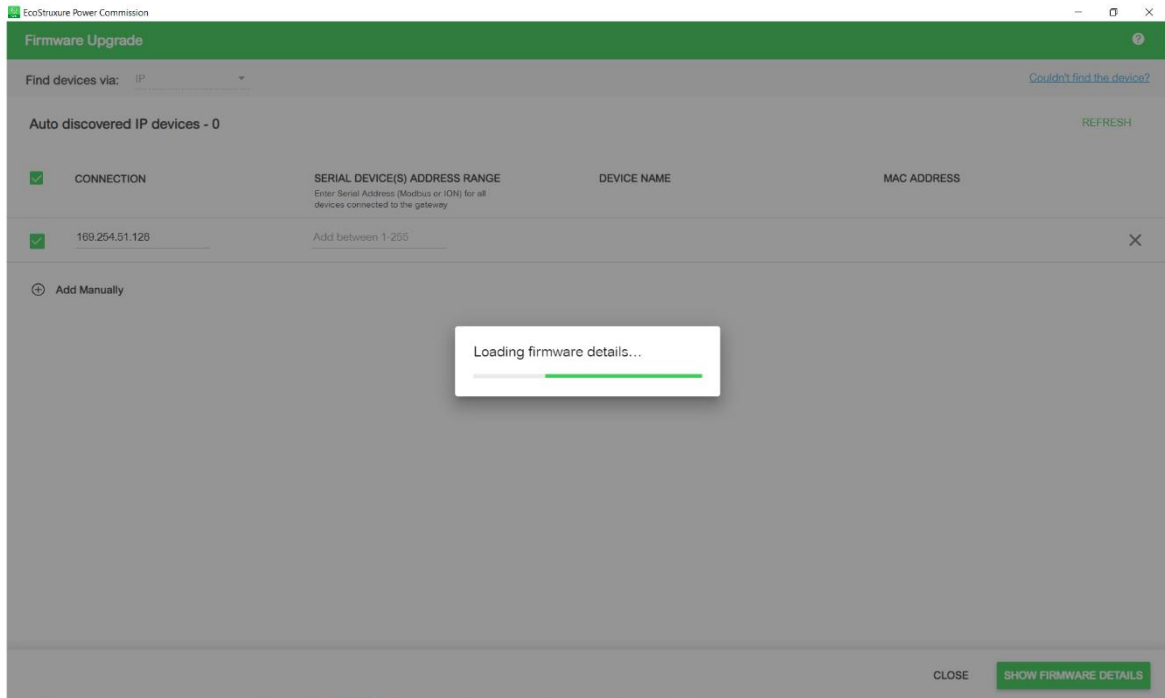 EcoStruxure Power Commission
Firmware Upgrade
Find devices via: IP
Couldn't find the device?
Auto discovered IP devices - 0
REFRESH
CONNECTION
SERIAL DEVICE(S) ADDRESS RANGE
DEVICE NAME
MAC ADDRESS
Enter Serial Address (Modbus or ION) for all
devices connected to the gateway
169.254.51.128
Add between 1-255
Add Manually
Loading firmware details...
CLOSE
SHOW FIRMWARE DETAILS